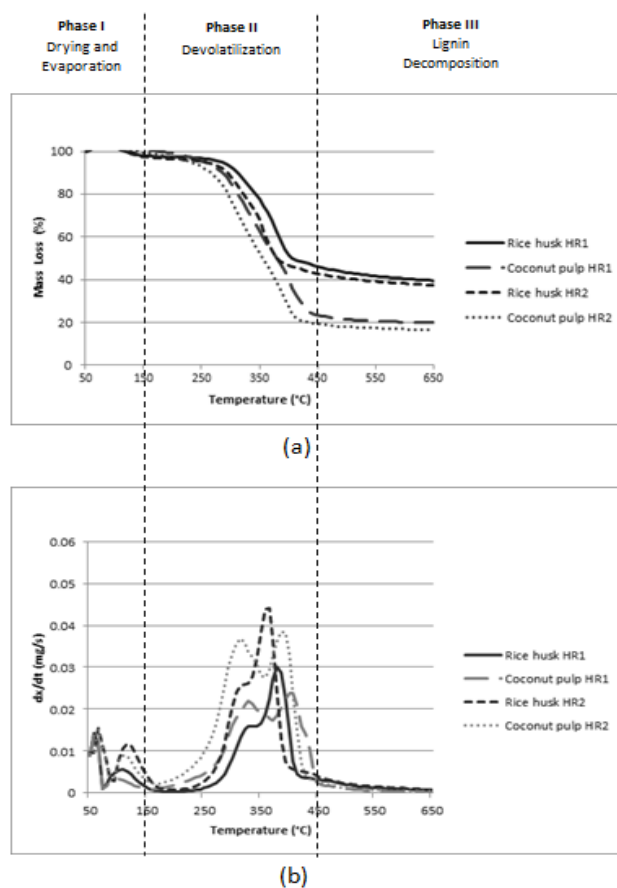 Phase I
Drying and
Evaporation
Phase II
Devolatilization
Phase III
Lignin
Decomposition
100
80
60
40
20
0
Mass Loss (%)
50 150 250 350 450 550 650
Temperature (°C)
Rice husk HR1
Coconut pulp HR1
Rice husk HR2
Coconut pulp HR2
(a)
0.06
0.05
0.04
0.03
0.02
0.01
0
dx/dt (mg/s)
50 150 250 350 450 550 650
Temperature (°C)
Rice husk HR1
Coconut pulp HR1
Rice husk HR2
Coconut pulp HR2
(b)